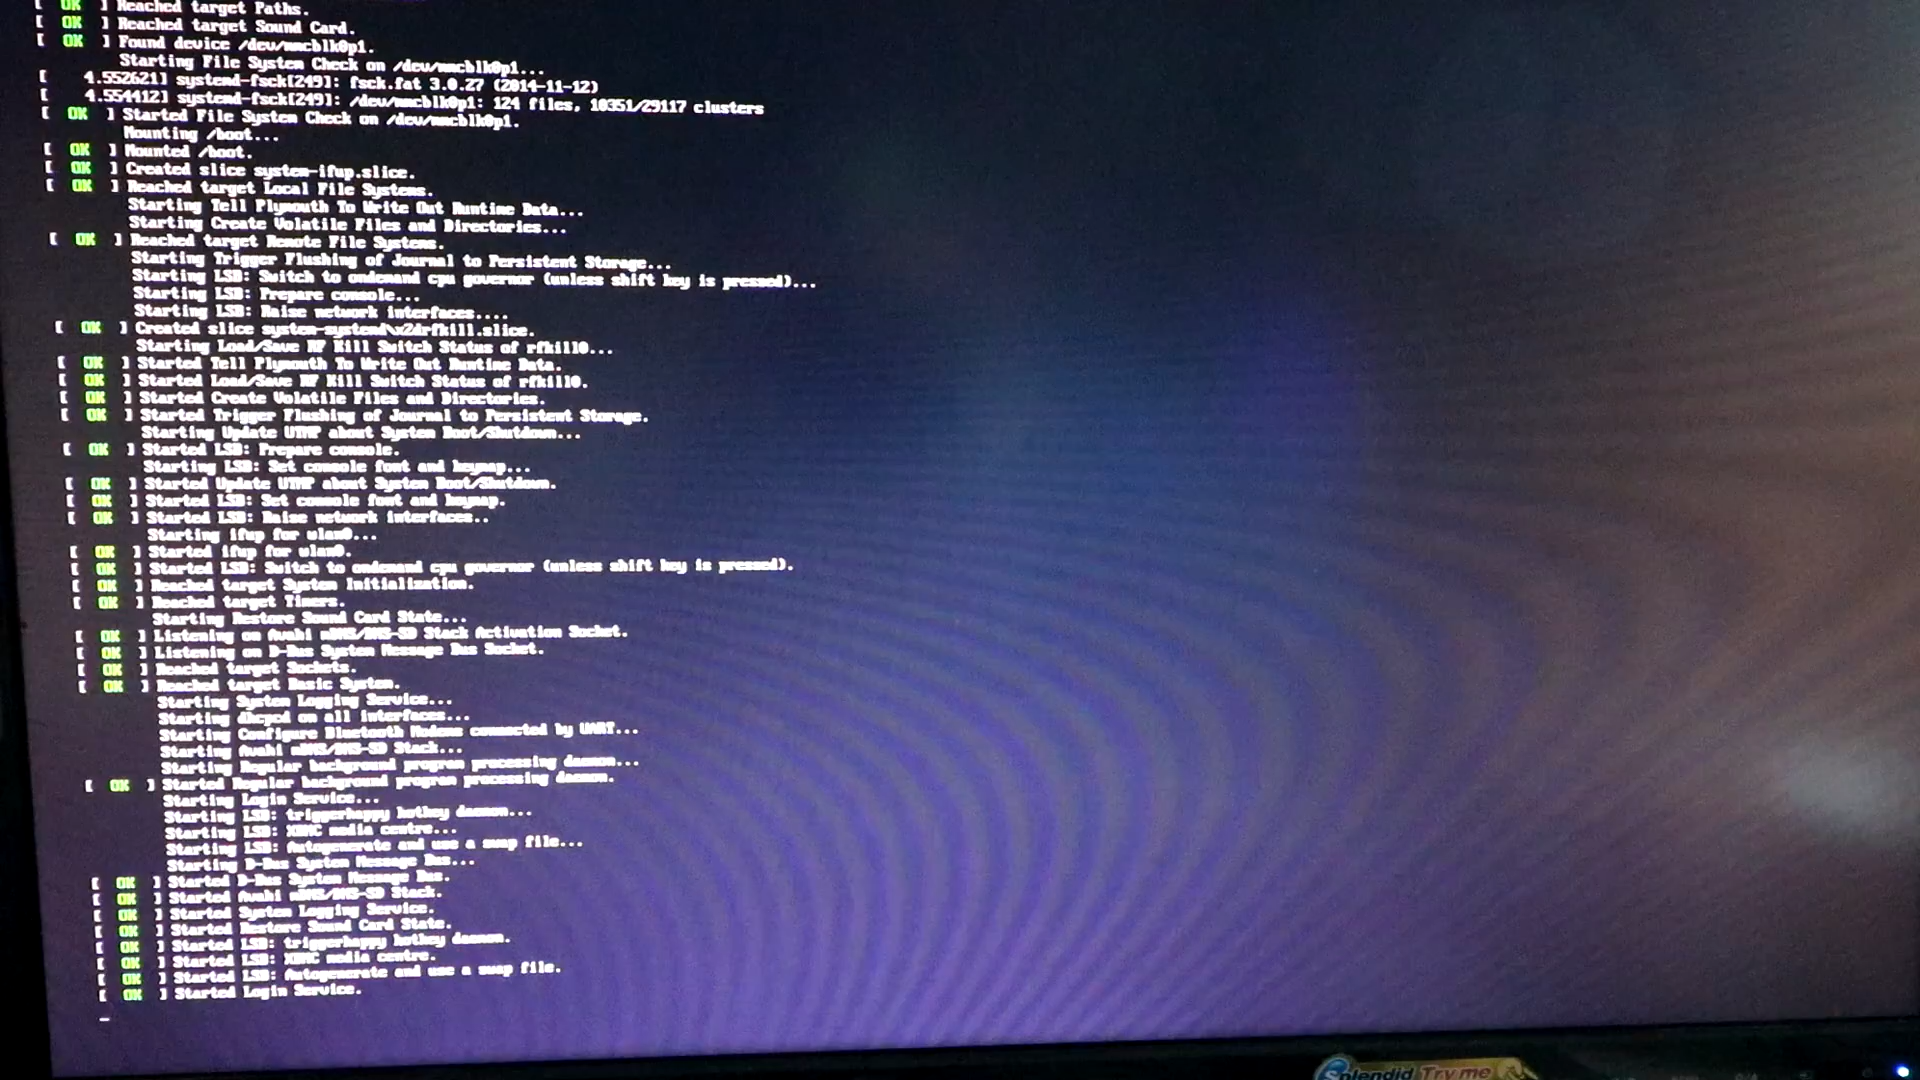 [ OK ] Reached target Paths.
[ OK ] Reached target Sound Card.
[ OK ] Found device /dev/mmcblk0p1.
Starting File System Check on /dev/mmcblk0p1...
[ 4.552621] systemd-fsck[249]: fsck.fat 3.0.27 (2014-11-12)
[ 4.554412] systemd-fsck[249]: /dev/mmcblk0p1: 124 files, 10351/29117 clusters
[ OK ] Started File System Check on /dev/mmcblk0p1.
Mounting /boot...
[ OK ] Mounted /boot.
[ OK ] Created slice system-ifup.slice.
[ OK ] Reached target Local File Systems.
Starting Tell Plymouth To Write Out Runtime Data...
Starting Create Volatile Files and Directories...
[ OK ] Reached target Remote File Systems.
Starting Trigger Flushing of Journal to Persistent Storage...
Starting LSB: Switch to ondemand cpu governor (unless shift key is pressed)...
Starting LSB: Prepare console...
Starting LSB: Raise network interfaces....
[ OK ] Created slice system-systemd\x2drfkill.slice.
Starting Load/Save RF Kill Switch Status of rfkill0...
[ OK ] Started Tell Plymouth To Write Out Runtime Data.
[ OK ] Started Load/Save RF Kill Switch Status of rfkill0.
[ OK ] Started Create Volatile Files and Directories.
[ OK ] Started Trigger Flushing of Journal to Persistent Storage.
Starting Update UTMP about System Boot/Shutdown...
[ OK ] Started LSB: Prepare console.
Starting LSB: Set console font and keymap...
[ OK ] Started Update UTMP about System Boot/Shutdown.
[ OK ] Started LSB: Set console font and keymap.
[ OK ] Started LSB: Raise network interfaces..
Starting ifup for wlan0...
[ OK ] Started ifup for wlan0.
[ OK ] Started LSB: Switch to ondemand cpu governor (unless shift key is pressed).
[ OK ] Reached target System Initialization.
[ OK ] Reached target Timers.
Starting Restore Sound Card State...
[ OK ] Listening on Avahi mDNS/DNS-SD Stack Activation Socket.
[ OK ] Listening on D-Bus System Message Bus Socket.
[ OK ] Reached target Sockets.
[ OK ] Reached target Basic System.
Starting System Logging Service...
Starting dhcpcd on all interfaces...
Starting Configure Bluetooth Modems connected by UART...
Starting Avahi mDNS/DNS-SD Stack...
Starting Regular background program processing daemon...
[ OK ] Started Regular background program processing daemon.
Starting Login Service...
Starting LSB: triggerhappy hotkey daemon...
Starting LSB: XBMC media centre...
Starting LSB: Autogenerate and use a swap file...
Starting D-Bus System Message Bus...
[ OK ] Started D-Bus System Message Bus.
[ OK ] Started Avahi mDNS/DNS-SD Stack.
[ OK ] Started System Logging Service.
[ OK ] Started Restore Sound Card State.
[ OK ] Started LSB: triggerhappy hotkey daemon.
[ OK ] Started LSB: XBMC media centre.
[ OK ] Started LSB: Autogenerate and use a swap file.
[ OK ] Started Login Service.
Splendid Try me